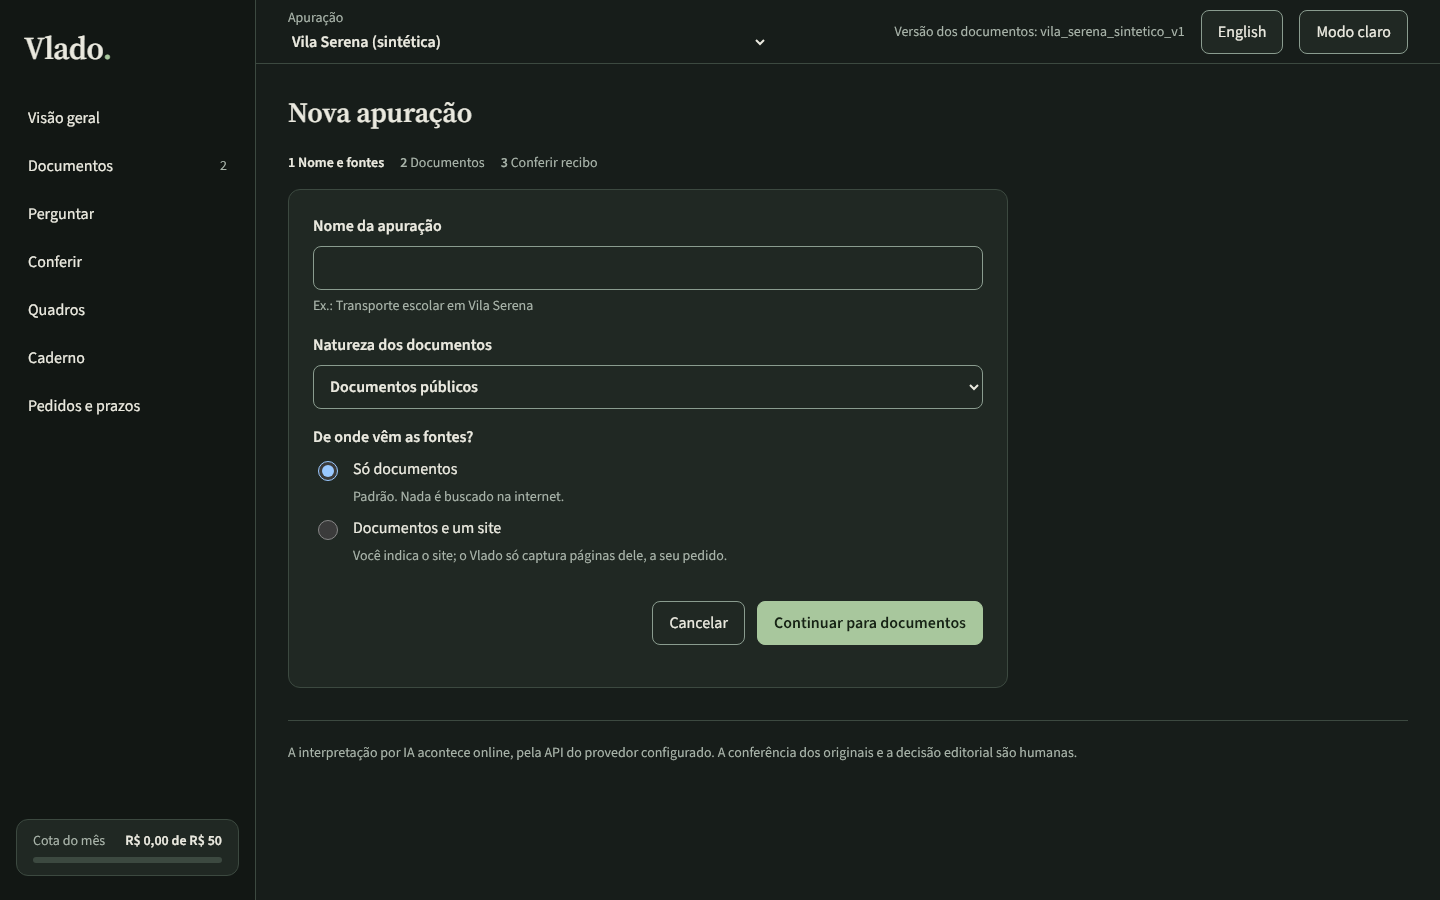 Vlado.
Visão geral
Documentos 2
Perguntar
Conferir
Quadros
Caderno
Pedidos e prazos
Cota do mês R$ 0,00 de R$ 50
Apuração
Vila Serena (sintética)
Versão dos documentos: vila_serena_sintetico_v1
English
Modo claro
Nova apuração
1 Nome e fontes 2 Documentos 3 Conferir recibo
Nome da apuração
Ex.: Transporte escolar em Vila Serena
Natureza dos documentos
Documentos públicos
De onde vêm as fontes?
Só documentos
Padrão. Nada é buscado na internet.
Documentos e um site
Você indica o site; o Vlado só captura páginas dele, a seu pedido.
Cancelar
Continuar para documentos
A interpretação por IA acontece online, pela API do provedor configurado. A conferência dos originais e a decisão editorial são humanas.